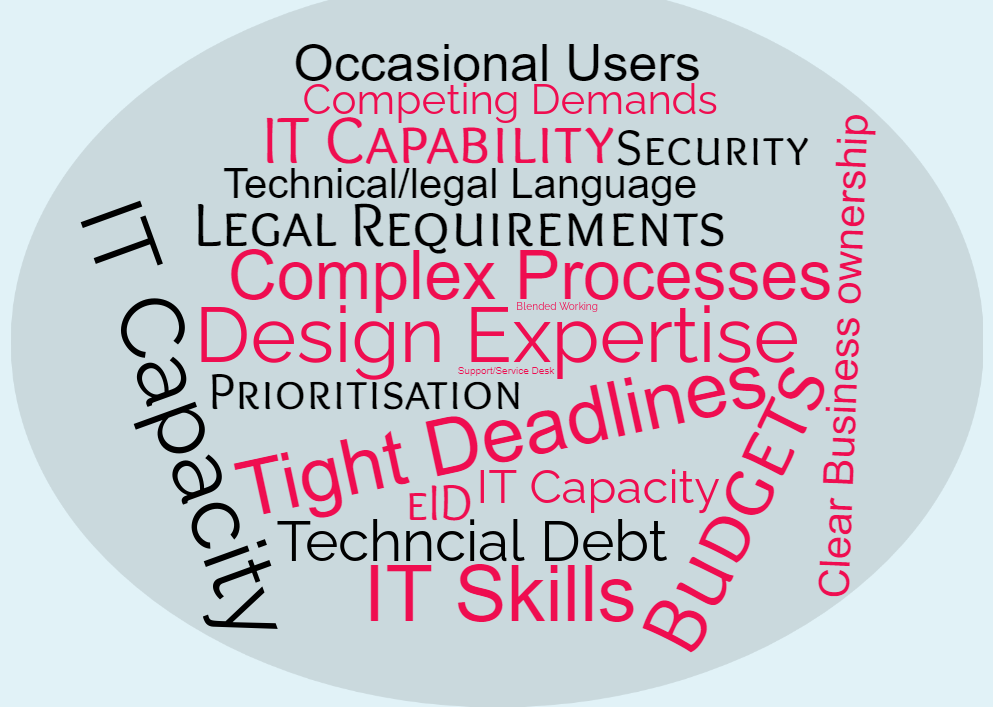 Occasional Users
Competing Demands
IT CAPABILITY
SECURITY
Technical/legal Language
LEGAL REQUIREMENTS
Complex Processes
Blended Working
Design Expertise
Support/Service Desk
PRIORITISATION
Tight Deadlines
IT Capacity
eID
IT Capacity
Techncial Debt
IT Skills
BUDGETS
Clear Business ownership